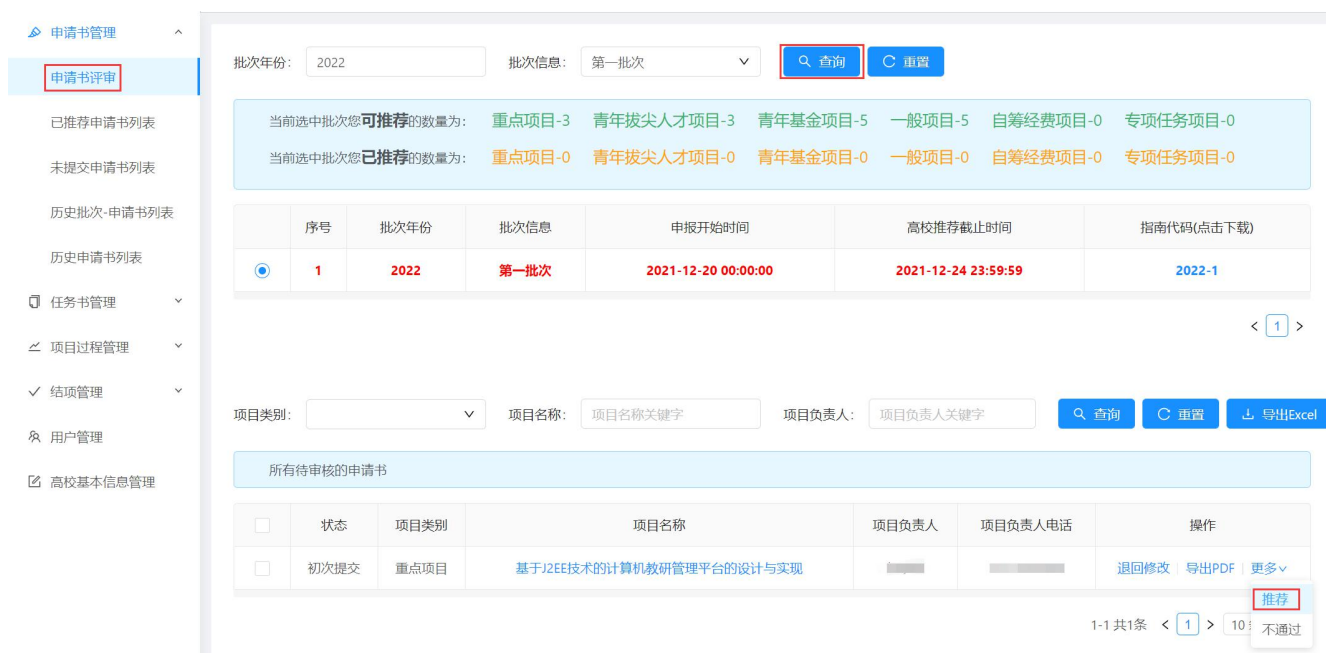 申请书管理
申请书评审
已推荐申请书列表
未提交申请书列表
历史批次-申请书列表
历史申请书列表
任务书管理
项目过程管理
结项管理
用户管理
高校基本信息管理
批次年份: 2022 批次信息: 第一批次 查询 重置
当前选中批次您可推荐的数量为: 重点项目-3 青年拔尖人才项目-3 青年基金项目-5 一般项目-5 自筹经费项目-0 专项任务项目-0
当前选中批次您已推荐的数量为: 重点项目-0 青年拔尖人才项目-0 青年基金项目-0 一般项目-0 自筹经费项目-0 专项任务项目-0
序号 批次年份 批次信息 申报开始时间 高校推荐截止时间 指南代码(点击下载)
1 2022 第一批次 2021-12-20 00:00:00 2021-12-24 23:59:59 2022-1
< 1 >
项目类别: 项目名称: 项目名称关键字 项目负责人: 项目负责人关键字 查询 重置 导出Excel
所有待审核的申请书
状态 项目类别 项目名称 项目负责人 项目负责人电话 操作
初次提交 重点项目 基于J2EE技术的计算机教研管理平台的设计与实现 退回修改 导出PDF 更多
推荐
1-1 共1条 < 1 > 10
不通过